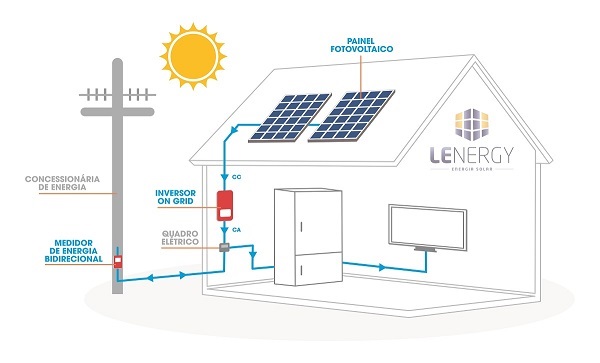 PAINEL
FOTOVOLTAICO
LENERGY
ENERGIA SOLAR
CONCESSIONÁRIA
DE ENERGIA
CC
INVERSOR
ON GRID
CA
QUADRO
ELÉTRICO
MEDIDOR
DE ENERGIA
BIDIRECIONAL